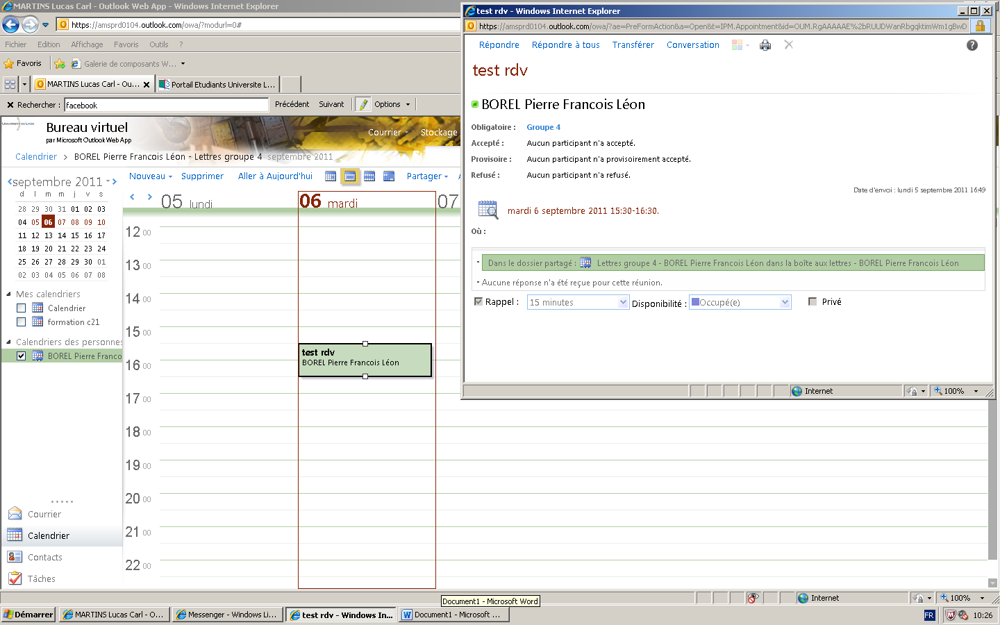 MARTINS Lucas Carl - Outlook Web App - Windows Internet Explorer
https://amsprd0104.outlook.com/owa/?modurl=0#
Fichier Edition Affichage Favoris Outils ?
Favoris Galerie de composants W...
MARTINS Lucas Carl - Ou... Portail Etudiants Universite L...
Rechercher : facebook Précédent Suivant Options
UNIVERSITÉ DE LYON
Bureau virtuel
par Microsoft Outlook Web App
Courrier Stockage
Calendrier > BOREL Pierre Francois Léon - Lettres groupe 4 septembre 2011
Nouveau Supprimer Aller à Aujourd'hui Partager
septembre 2011
d l m m j v s
28 29 30 31 01 02 03
04 05 06 07 08 09 10
11 12 13 14 15 16 17
18 19 20 21 22 23 24
25 26 27 28 29 30 01
02 03 04 05 06 07 08
Mes calendriers
Calendrier
formation c21
Calendriers des personnes
BOREL Pierre Franco
Courrier
Calendrier
Contacts
Tâches
05 lundi 06 mardi 07
12 00
13 00
14 00
15 00
16 00
17 00
18 00
19 00
20 00
21 00
22 00
test rdv
BOREL Pierre Francois Léon
test rdv - Windows Internet Explorer
https://amsprd0104.outlook.com/owa/?ae=PreFormAction&a=Open&t=IPM.Appointment&id=OUM.RgAAAAAE%2bRUUDWanRbgqktimWm1gBwD
Répondre Répondre à tous Transférer Conversation
test rdv
BOREL Pierre Francois Léon
Obligatoire : Groupe 4
Accepté : Aucun participant n'a accepté.
Provisoire : Aucun participant n'a provisoirement accepté.
Refusé : Aucun participant n'a refusé.
Date d'envoi : lundi 5 septembre 2011 16:49
mardi 6 septembre 2011 15:30-16:30.
Où :
- Dans le dossier partagé : Lettres groupe 4 - BOREL Pierre Francois Léon dans la boîte aux lettres - BOREL Pierre Francois Léon
- Aucune réponse n'a été reçue pour cette réunion.
Rappel : 15 minutes Disponibilité : Occupé(e) Privé
Internet 100%
Document1 - Microsoft Word
Internet 100%
Démarrer MARTINS Lucas Carl - O... Messenger - Windows Li... test rdv - Windows In... Document1 - Microsoft ... FR 10:26